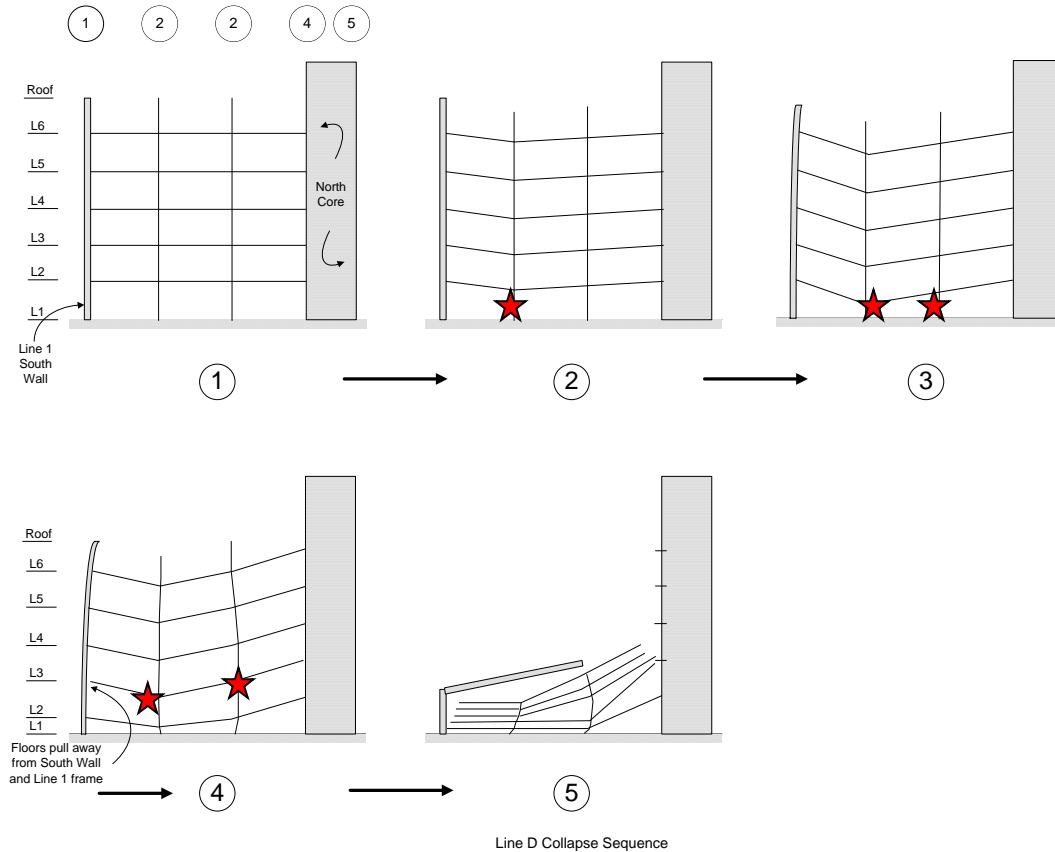 1 2 2 4 5
Roof
L6
L5
L4
L3
L2
L1
North
Core
Line 1
South
Wall
1
2
3
Roof
L6
L5
L4
L3
L2
L1
Floors pull away
from South Wall
and Line 1 frame
4
5
Line D Collapse Sequence